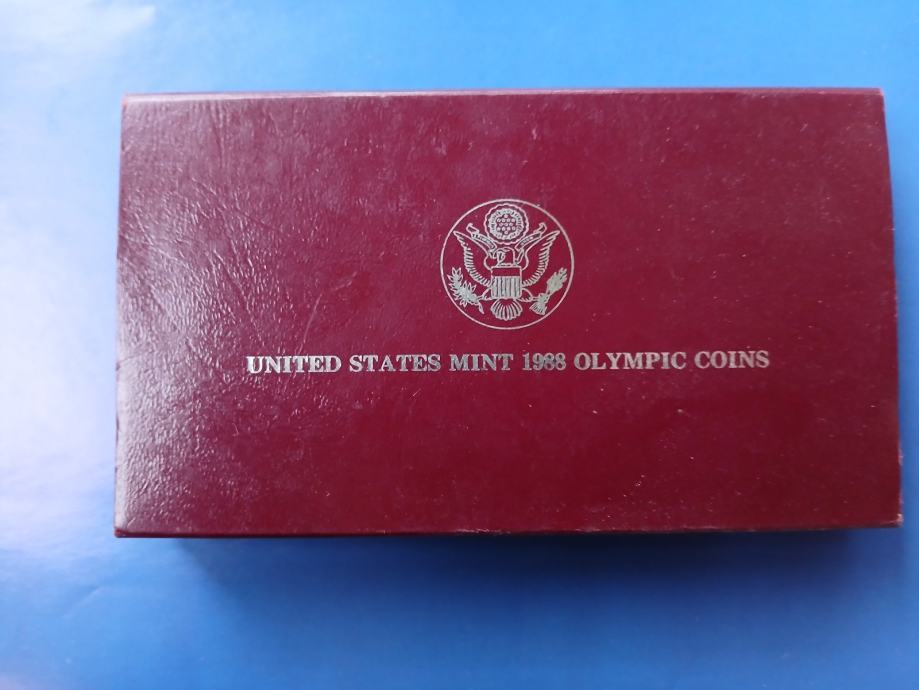 UNITED STATES MINT 1988 OLYMPIC COINS